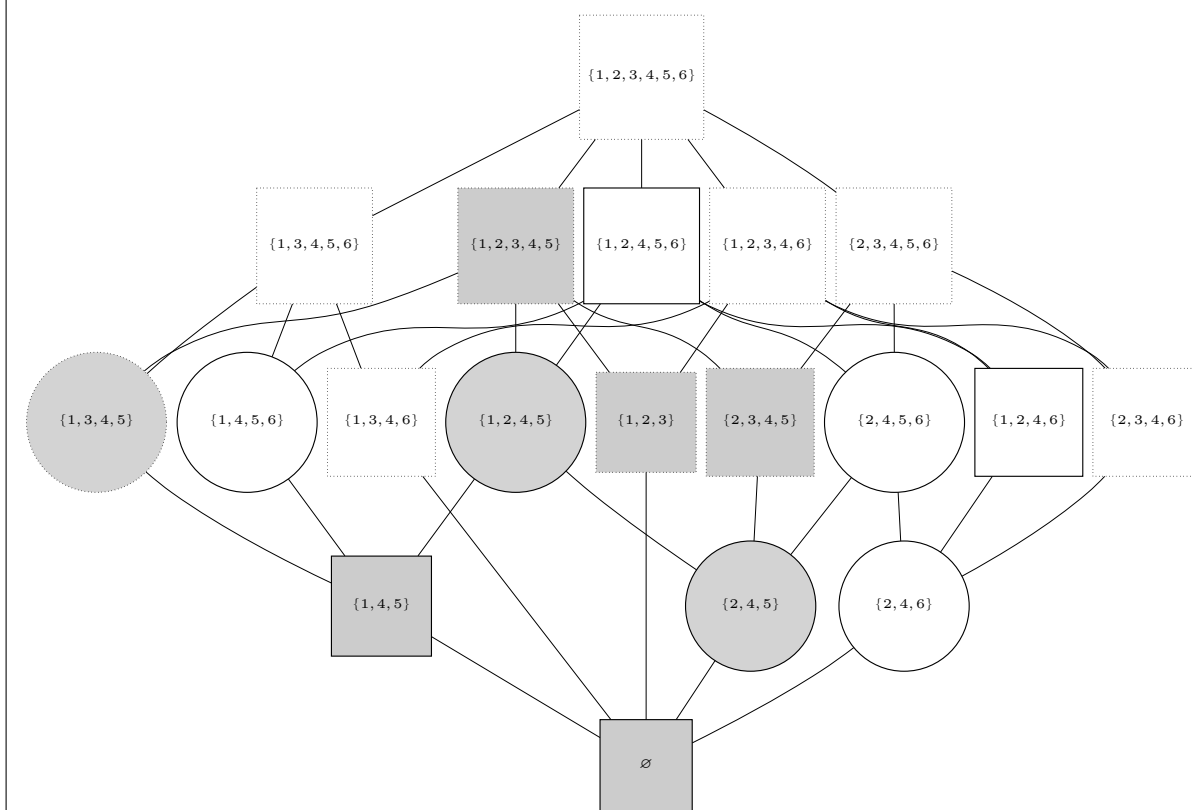 {1, 2, 3, 4, 5, 6}
{1, 3, 4, 5, 6}
{1, 2, 3, 4, 5}
{1, 2, 4, 5, 6}
{1, 2, 3, 4, 6}
{2, 3, 4, 5, 6}
{1, 3, 4, 5}
{1, 4, 5, 6}
{1, 3, 4, 6}
{1, 2, 4, 5}
{1, 2, 3}
{2, 3, 4, 5}
{2, 4, 5, 6}
{1, 2, 4, 6}
{2, 3, 4, 6}
{1, 4, 5}
{2, 4, 5}
{2, 4, 6}
∅